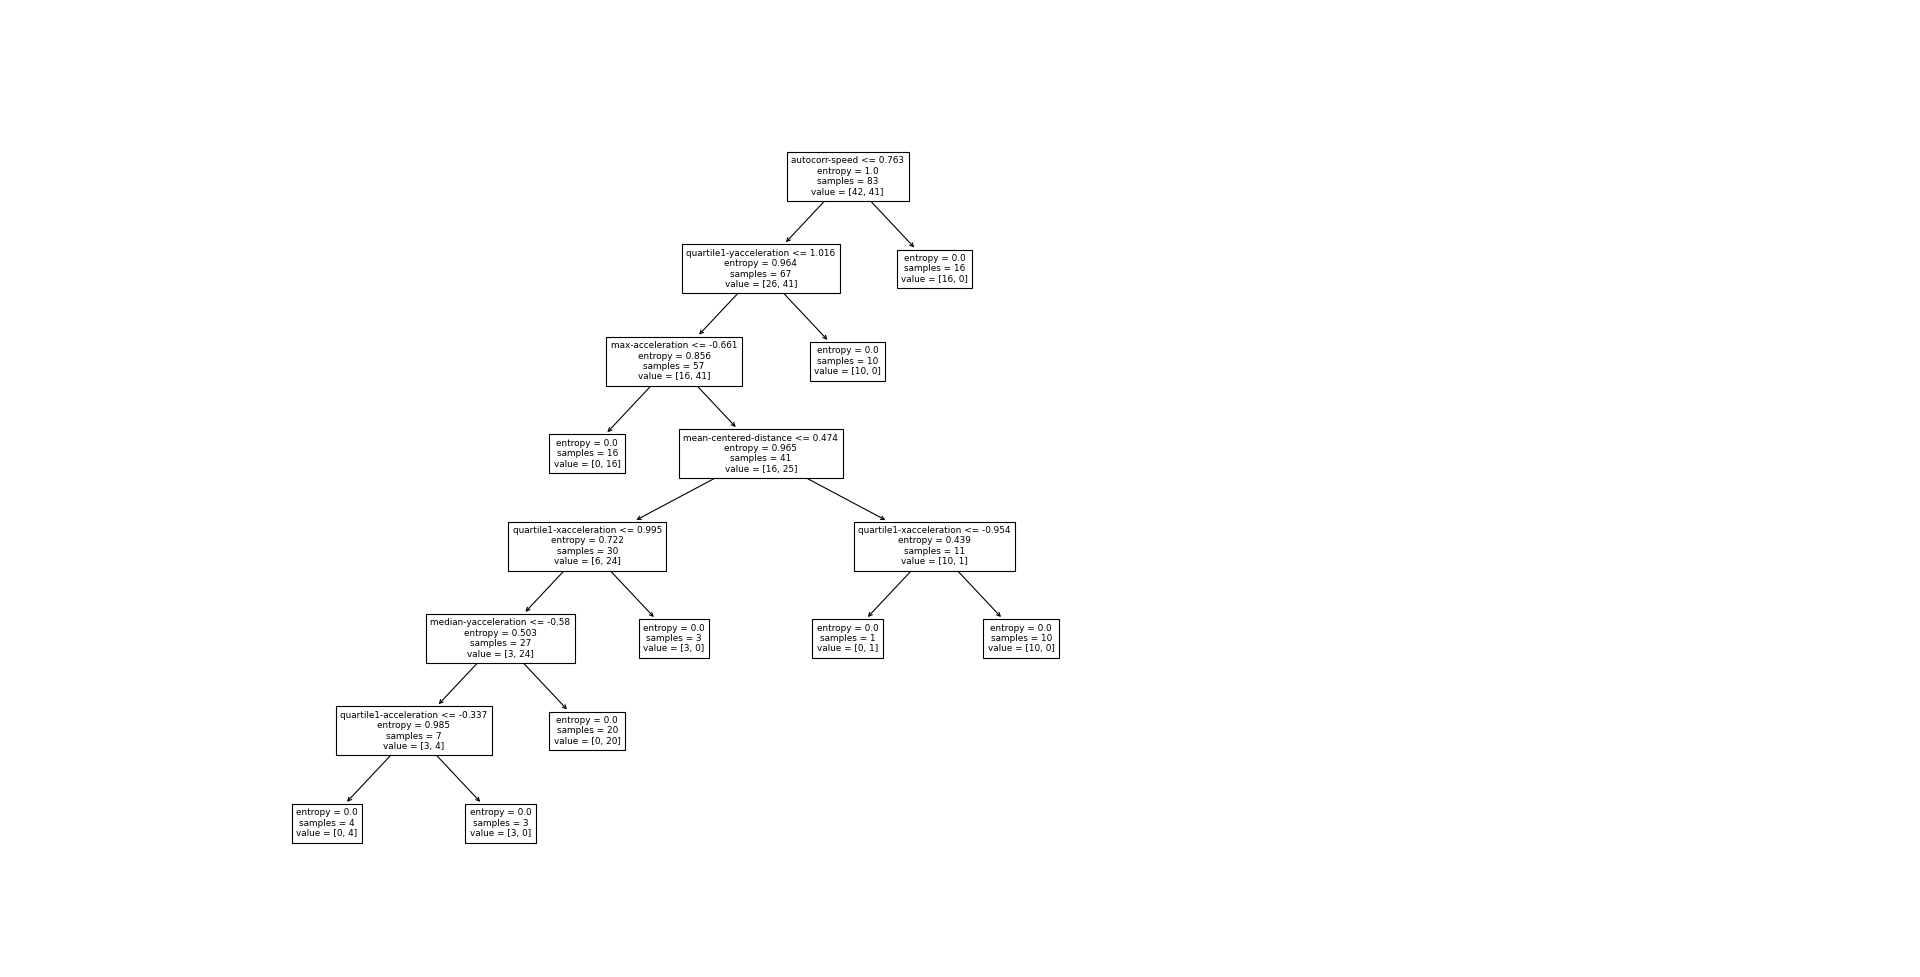 autocorr-speed <= 0.763
entropy = 1.0
samples = 83
value = [42, 41]
quartile1-yacceleration <= 1.016
entropy = 0.964
samples = 67
value = [26, 41]
entropy = 0.0
samples = 16
value = [16, 0]
max-acceleration <= -0.661
entropy = 0.856
samples = 57
value = [16, 41]
entropy = 0.0
samples = 10
value = [10, 0]
entropy = 0.0
samples = 16
value = [0, 16]
mean-centered-distance <= 0.474
entropy = 0.965
samples = 41
value = [16, 25]
quartile1-xacceleration <= 0.995
entropy = 0.722
samples = 30
value = [6, 24]
quartile1-xacceleration <= -0.954
entropy = 0.439
samples = 11
value = [10, 1]
median-yacceleration <= -0.58
entropy = 0.503
samples = 27
value = [3, 24]
entropy = 0.0
samples = 3
value = [3, 0]
entropy = 0.0
samples = 1
value = [0, 1]
entropy = 0.0
samples = 10
value = [10, 0]
quartile1-acceleration <= -0.337
entropy = 0.985
samples = 7
value = [3, 4]
entropy = 0.0
samples = 20
value = [0, 20]
entropy = 0.0
samples = 4
value = [0, 4]
entropy = 0.0
samples = 3
value = [3, 0]